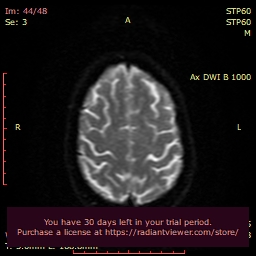 Im: 44/48
Se: 3
A
STP60
STP60
M
Ax DWI B 1000
R
L
You have 30 days left in your trial period.
Purchase a license at https://radiantviewer.com/store/